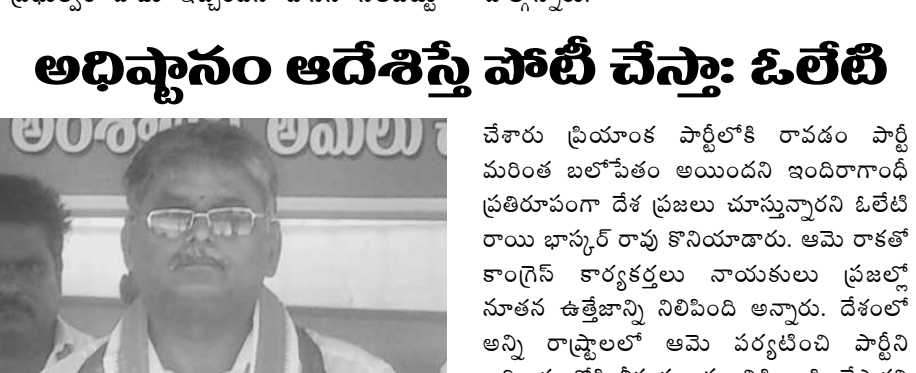 అధిష్టానం ఆదేశిస్తే పోటీ చేస్తా: ఓలేటి
అమలు
చేశారు ప్రియాంక పార్టీలోకి రావడం పార్టీ
మరింత బలోపేతం అయిందని ఇందిరాగాంధీ
ప్రతిరూపంగా దేశ ప్రజలు చూస్తున్నారని ఓలేటి
రాయి భాస్కర్ రావు కొనియాడారు. ఆమె రాకతో
కాంగ్రెస్ కార్యకర్తలు నాయకులు ప్రజల్లో
నూతన ఉత్తేజాన్ని నిలిపింది అన్నారు. దేశంలో
అన్ని రాష్ట్రాలలో ఆమె పర్యటించి పార్టీని